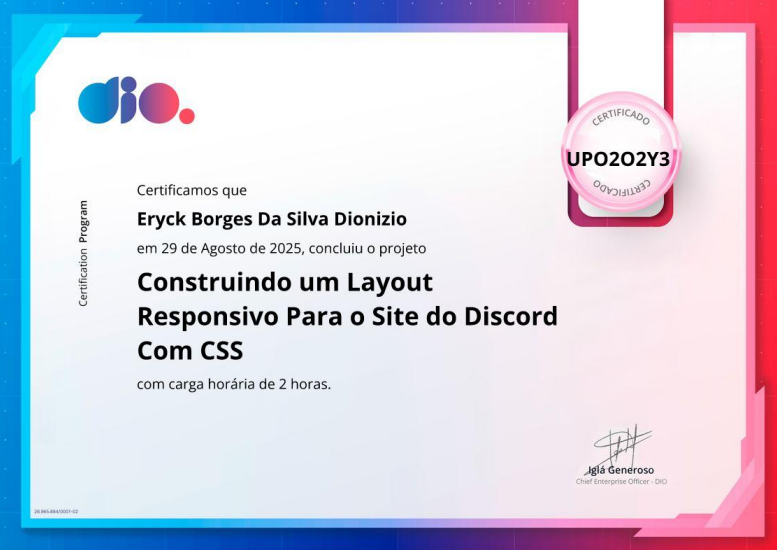 dio.
CERTIFICADO
UPO2O2Y3
CERTIFICADO
Certification Program
Certificamos que
Eryck Borges Da Silva Dionizio
em 29 de Agosto de 2025, concluiu o projeto
Construindo um Layout
Responsivo Para o Site do Discord
Com CSS
com carga horária de 2 horas.
Iglá Generoso
Chief Enterprise Officer - DIO
26.965.884/0001-02